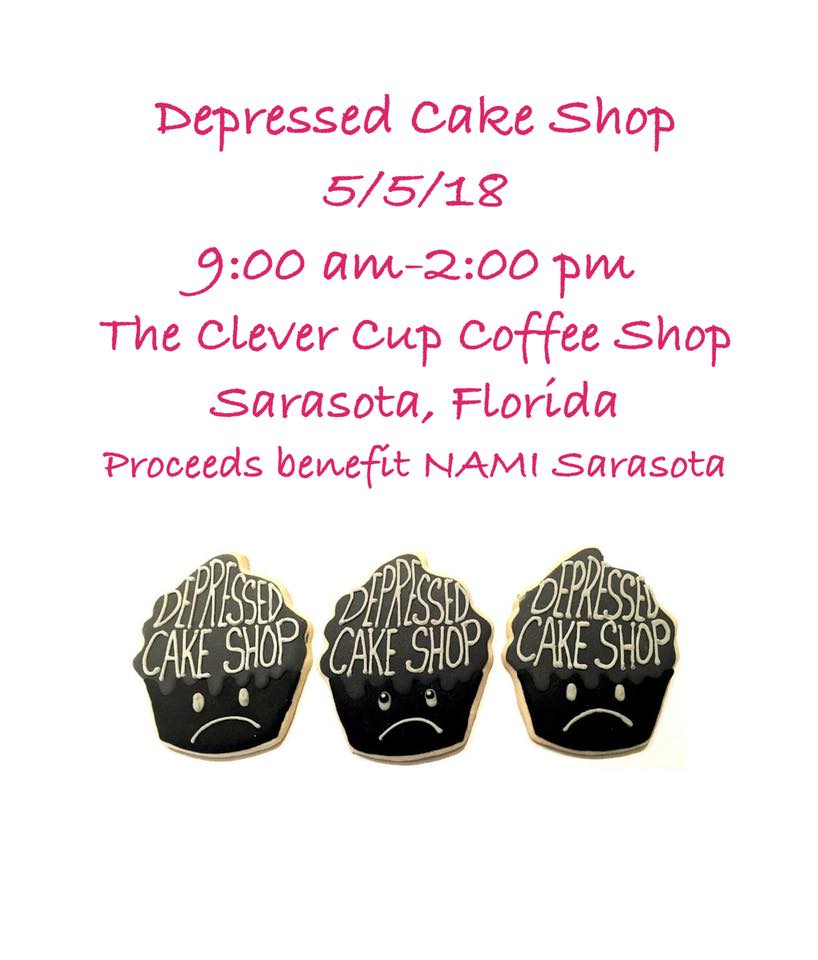 Depressed Cake Shop
5/5/18
9:00 am-2:00 pm
The Clever Cup Coffee Shop
Sarasota, Florida
Proceeds benefit NAMI Sarasota
DEPRESSED
CAKE SHOP
DEPRESSED
CAKE SHOP
DEPRESSED
CAKE SHOP